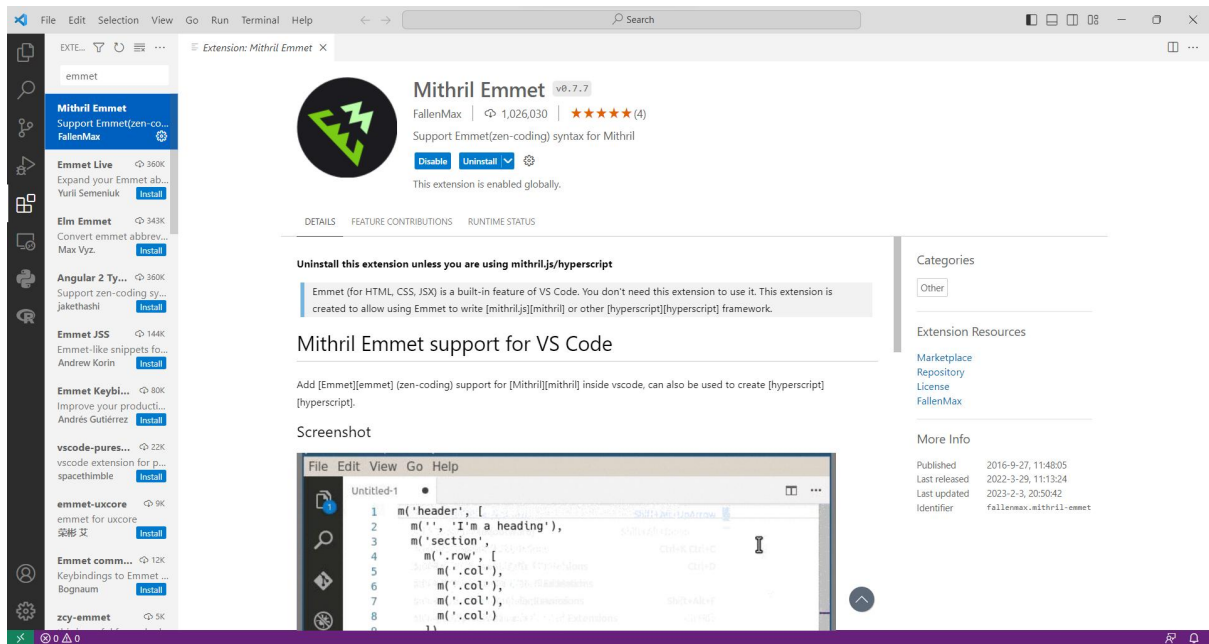 File Edit Selection View Go Run Terminal Help
Search
EXTE...
Extension: Mithril Emmet
emmet
Mithril Emmet
Support Emmet(zen-co...
FallenMax
Emmet Live 360K
Expand your Emmet ab...
Yurii Semeniuk Install
Elm Emmet 343K
Convert emmet abbrev...
Max Vyz. Install
Angular 2 Ty... 360K
Support zen-coding sy...
jakethashi Install
Emmet JSS 144K
Emmet-like snippets fo...
Andrew Korin Install
Emmet Keybi... 80K
Improve your producti...
Andrés Gutiérrez Install
vscode-pures... 22K
vscode extension for p...
spacethimble Install
emmet-uxcore 9K
emmet for uxcore
荣彬 艾 Install
Emmet comm... 12K
Keybindings to Emmet ...
Bognaum Install
zcy-emmet 5K
Mithril Emmet v0.7.7
FallenMax 1,026,030 ★★★★★ (4)
Support Emmet(zen-coding) syntax for Mithril
Disable Uninstall
This extension is enabled globally.
DETAILS FEATURE CONTRIBUTIONS RUNTIME STATUS
Uninstall this extension unless you are using mithril.js/hyperscript
Emmet (for HTML, CSS, JSX) is a built-in feature of VS Code. You don't need this extension to use it. This extension is
created to allow using Emmet to write [mithril.js][mithril] or other [hyperscript][hyperscript] framework.
Mithril Emmet support for VS Code
Add [Emmet][emmet] (zen-coding) support for [Mithril][mithril] inside vscode, can also be used to create [hyperscript]
[hyperscript].
Screenshot
File Edit View Go Help
1
Untitled-1
1 m('header', [
2 m('', 'I'm a heading'),
3 m('section',
4 m('.row', [
5 m('.col'),
6 m('.col'),
7 m('.col'),
8 m('.col')
Categories
Other
Extension Resources
Marketplace
Repository
License
FallenMax
More Info
Published 2016-9-27, 11:48:05
Last released 2022-3-29, 11:13:24
Last updated 2023-2-3, 20:50:42
Identifier fallenmax.mithril-emmet
0 0